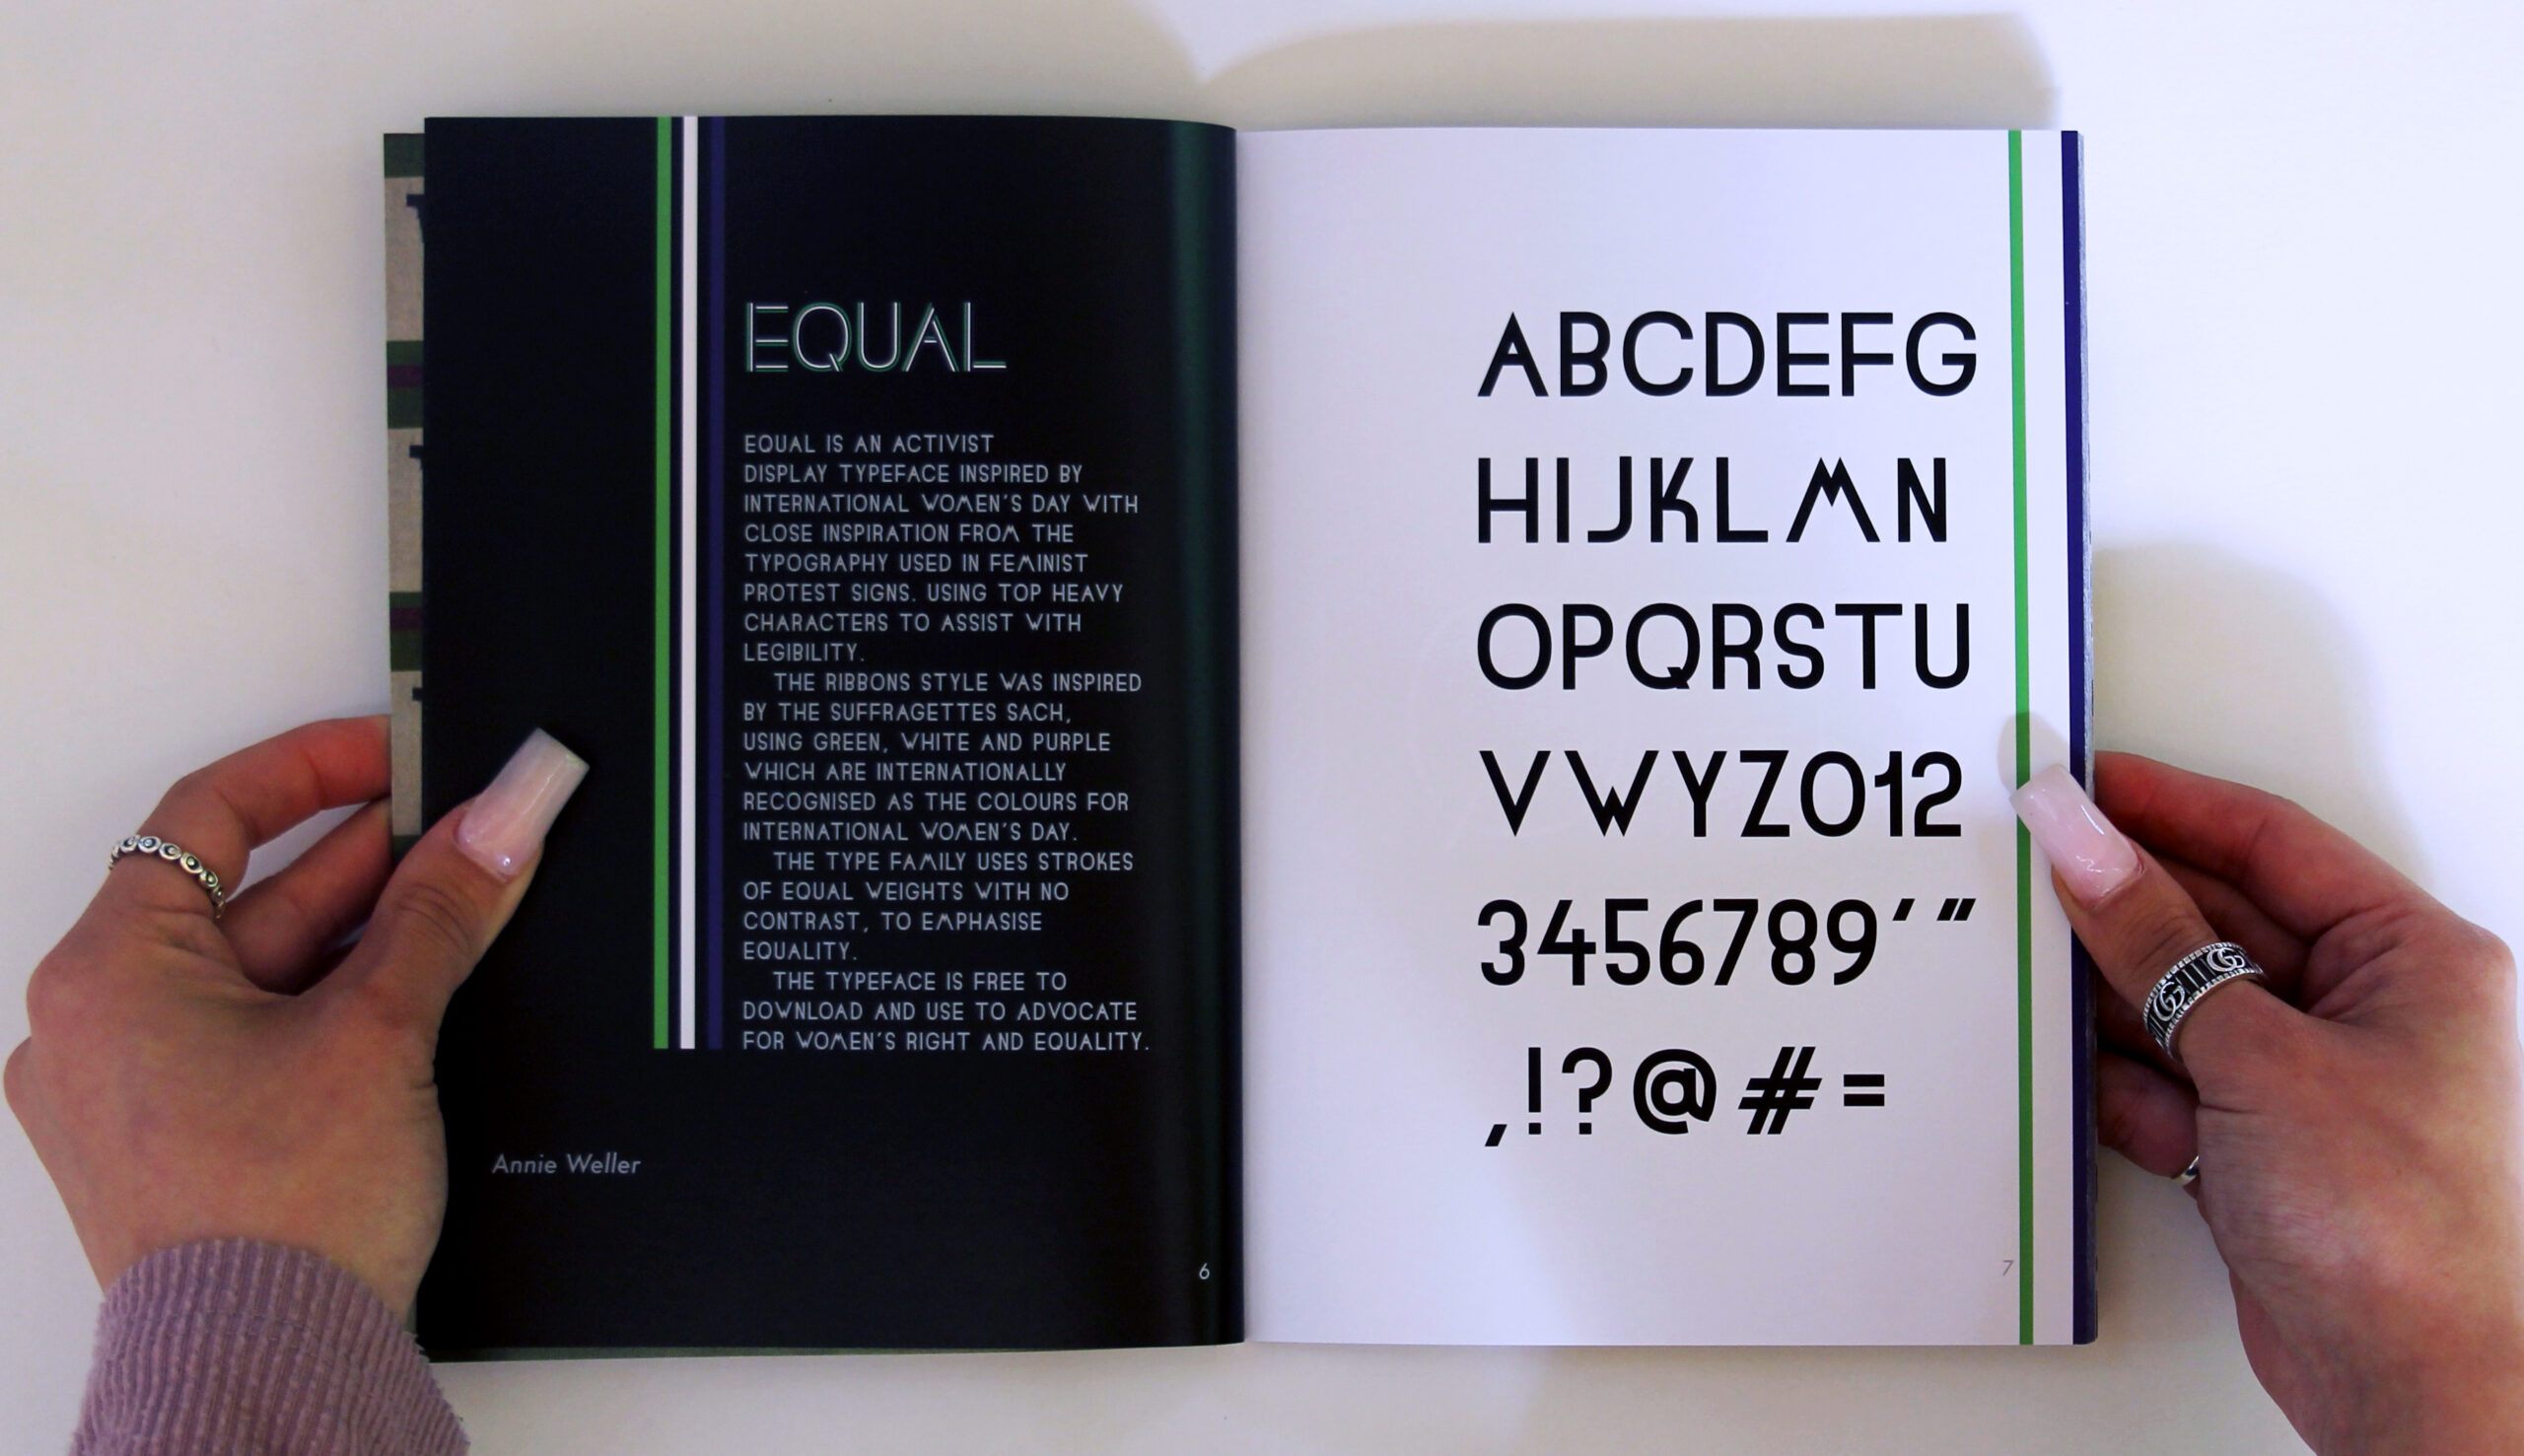 EQUAL
EQUAL IS AN ACTIVIST
DISPLAY TYPEFACE INSPIRED BY
INTERNATIONAL WOMEN'S DAY WITH
CLOSE INSPIRATION FROM THE
TYPOGRAPHY USED IN FEMINIST
PROTEST SIGNS. USING TOP HEAVY
CHARACTERS TO ASSIST WITH
LEGIBILITY.
THE RIBBONS STYLE WAS INSPIRED
BY THE SUFFRAGETTES SACH,
USING GREEN, WHITE AND PURPLE
WHICH ARE INTERNATIONALLY
RECOGNISED AS THE COLOURS FOR
INTERNATIONAL WOMEN'S DAY.
THE TYPE FAMILY USES STROKES
OF EQUAL WEIGHTS WITH NO
CONTRAST, TO EMPHASISE
EQUALITY.
THE TYPEFACE IS FREE TO
DOWNLOAD AND USE TO ADVOCATE
FOR WOMEN'S RIGHT AND EQUALITY.
Annie Weller
6
ABCDEFG
HIJKLMN
OPQRSTU
VWYZ012
3456789'"
,!?@#=
7